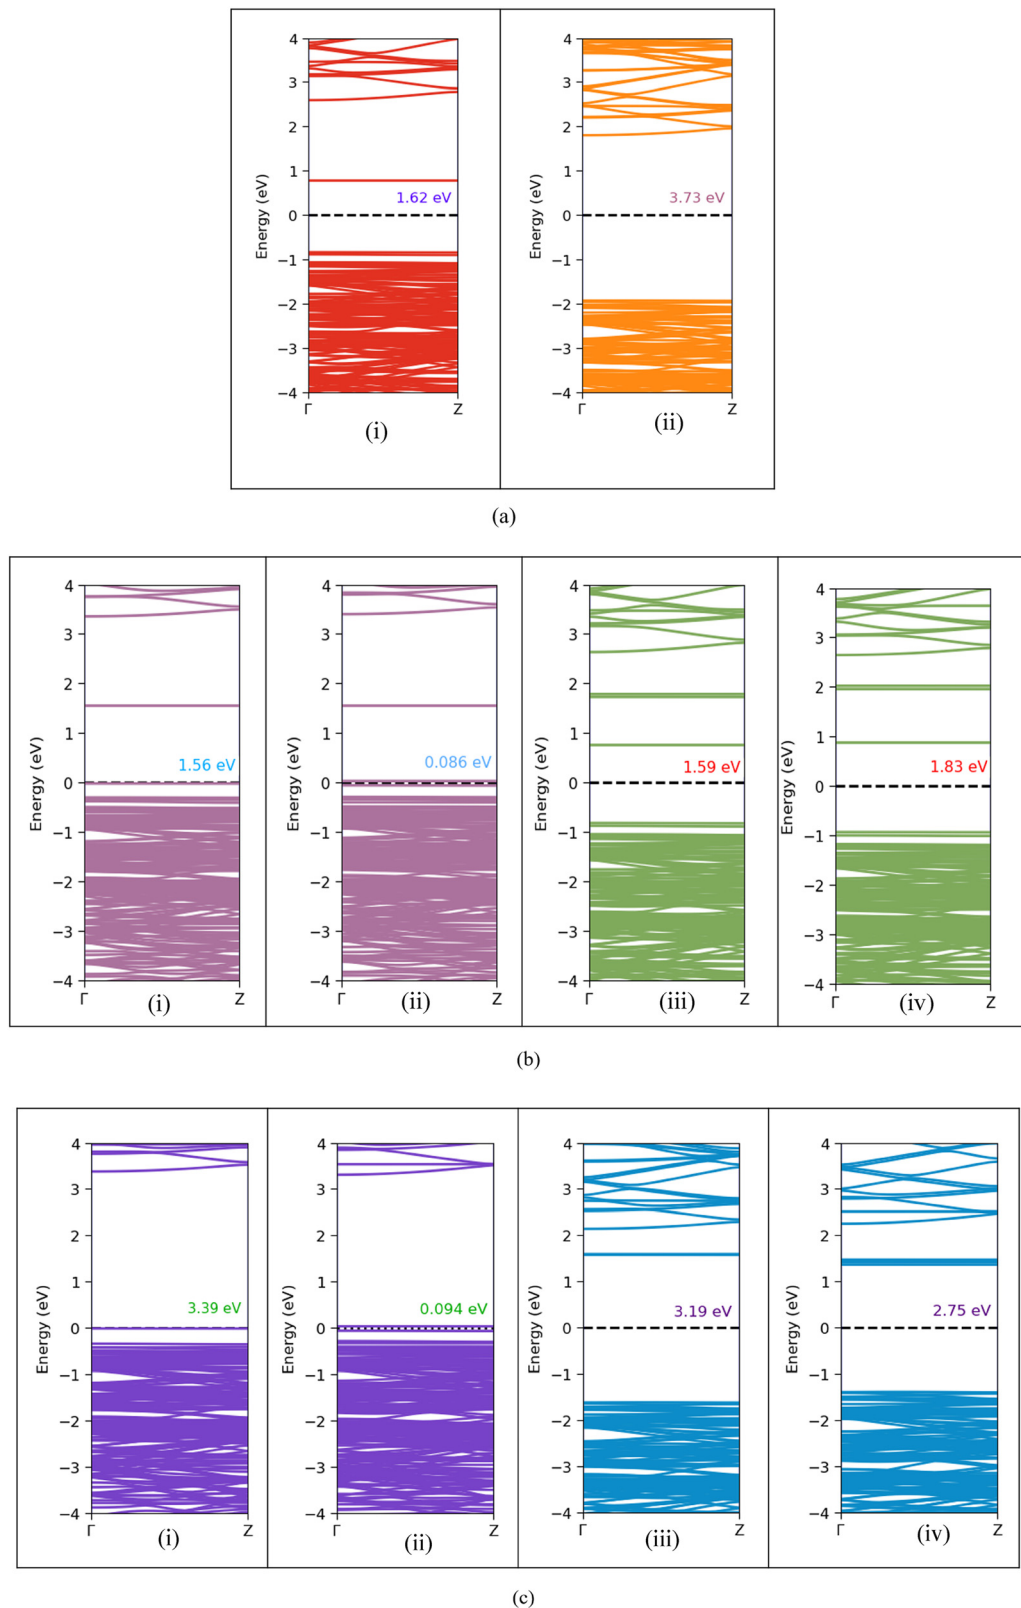 4
3
2
1
0
−1
−2
−3
−4
Energy (eV)
1.62 eV
Γ
Z
(i)
4
3
2
1
0
−1
−2
−3
−4
Energy (eV)
3.73 eV
Γ
Z
(ii)
(a)
4
3
2
1
0
−1
−2
−3
−4
Energy (eV)
1.56 eV
Γ
Z
(i)
4
3
2
1
0
−1
−2
−3
−4
Energy (eV)
0.086 eV
Γ
Z
(ii)
4
3
2
1
0
−1
−2
−3
−4
Energy (eV)
1.59 eV
Γ
Z
(iii)
4
3
2
1
0
−1
−2
−3
−4
Energy (eV)
1.83 eV
Γ
Z
(iv)
(b)
4
3
2
1
0
−1
−2
−3
−4
Energy (eV)
3.39 eV
Γ
Z
(i)
4
3
2
1
0
−1
−2
−3
−4
Energy (eV)
0.094 eV
Γ
Z
(ii)
4
3
2
1
0
−1
−2
−3
−4
Energy (eV)
3.19 eV
Γ
Z
(iii)
4
3
2
1
0
−1
−2
−3
−4
Energy (eV)
2.75 eV
Γ
Z
(iv)
(c)